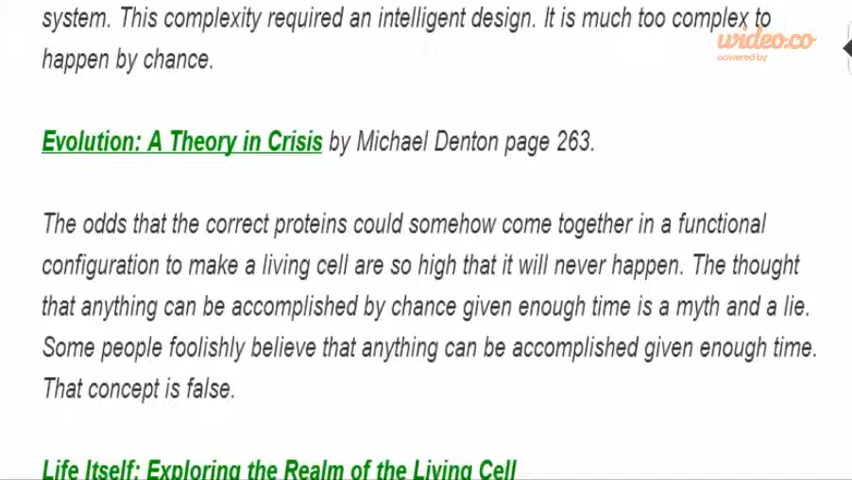 system. This complexity required an intelligent design. It is much too complex to
wideo.co
powered by
happen by chance.
Evolution: A Theory in Crisis by Michael Denton page 263.
The odds that the correct proteins could somehow come together in a functional
configuration to make a living cell are so high that it will never happen. The thought
that anything can be accomplished by chance given enough time is a myth and a lie.
Some people foolishly believe that anything can be accomplished given enough time.
That concept is false.
Life Itself: Exploring the Realm of the Living Cell